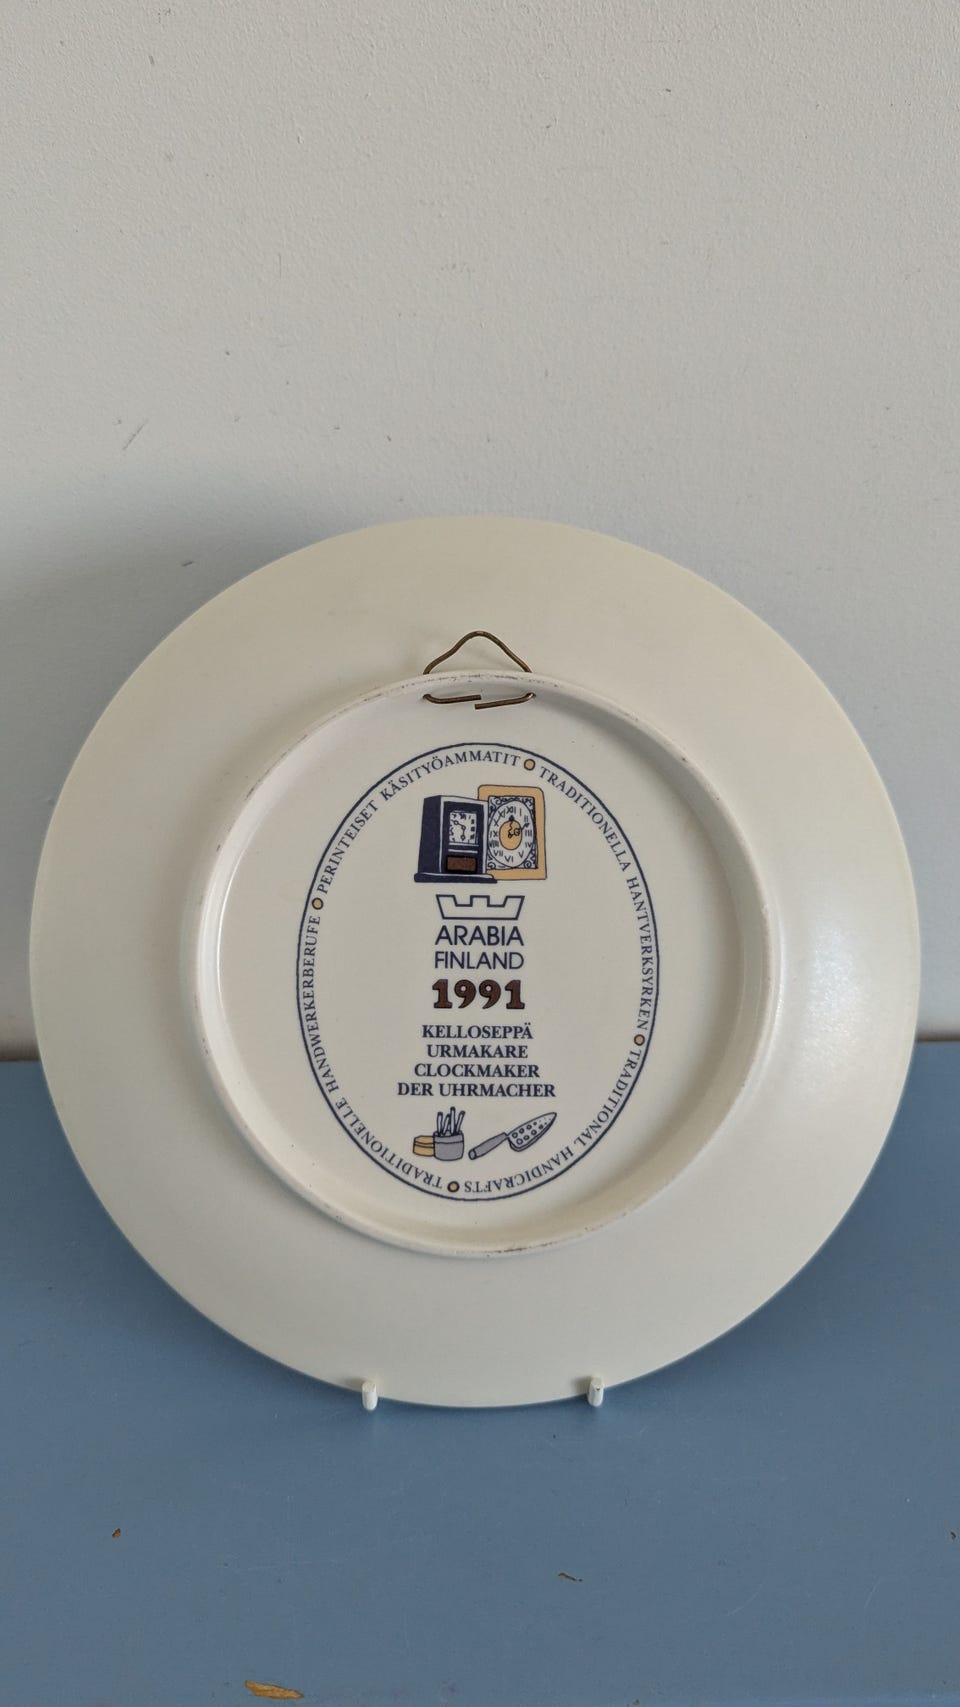 PERINTEISET KÄSITYÖAMMATIT
TRADITIONELLA HANTVERKSYRKEN
TRADITIONAL HANDICRAFTS
TRADITIONELLE HANDWERKERBERUFE
ARABIA
FINLAND
1991
KELLOSEPPÄ
URMAKARE
CLOCKMAKER
DER UHRMACHER